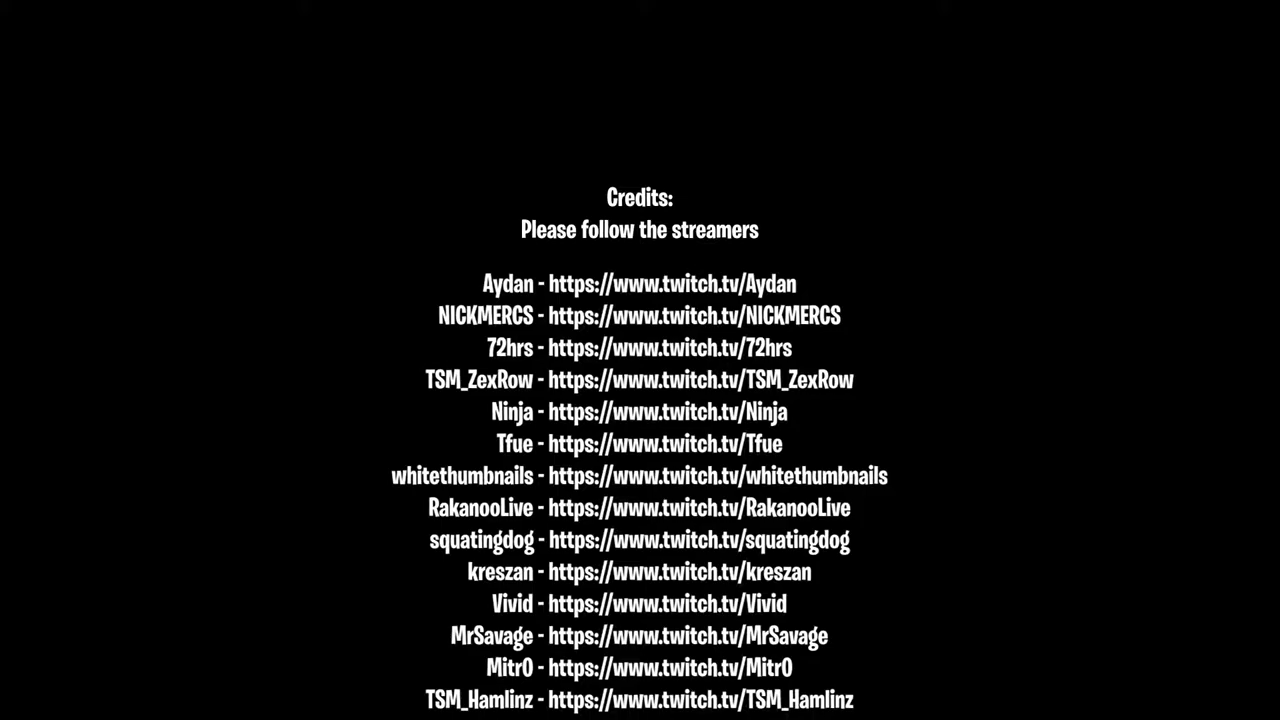 Credits:
Please follow the streamers
Aydan - https://www.twitch.tv/Aydan
NICKMERCS - https://www.twitch.tv/NICKMERCS
72hrs - https://www.twitch.tv/72hrs
TSM_ZexRow - https://www.twitch.tv/TSM_ZexRow
Ninja - https://www.twitch.tv/Ninja
Tfue - https://www.twitch.tv/Tfue
whitethumbnails - https://www.twitch.tv/whitethumbnails
RakanooLive - https://www.twitch.tv/RakanooLive
squatingdog - https://www.twitch.tv/squatingdog
kreszan - https://www.twitch.tv/kreszan
Vivid - https://www.twitch.tv/Vivid
MrSavage - https://www.twitch.tv/MrSavage
Mitr0 - https://www.twitch.tv/Mitr0
TSM_Hamlinz - https://www.twitch.tv/TSM_Hamlinz